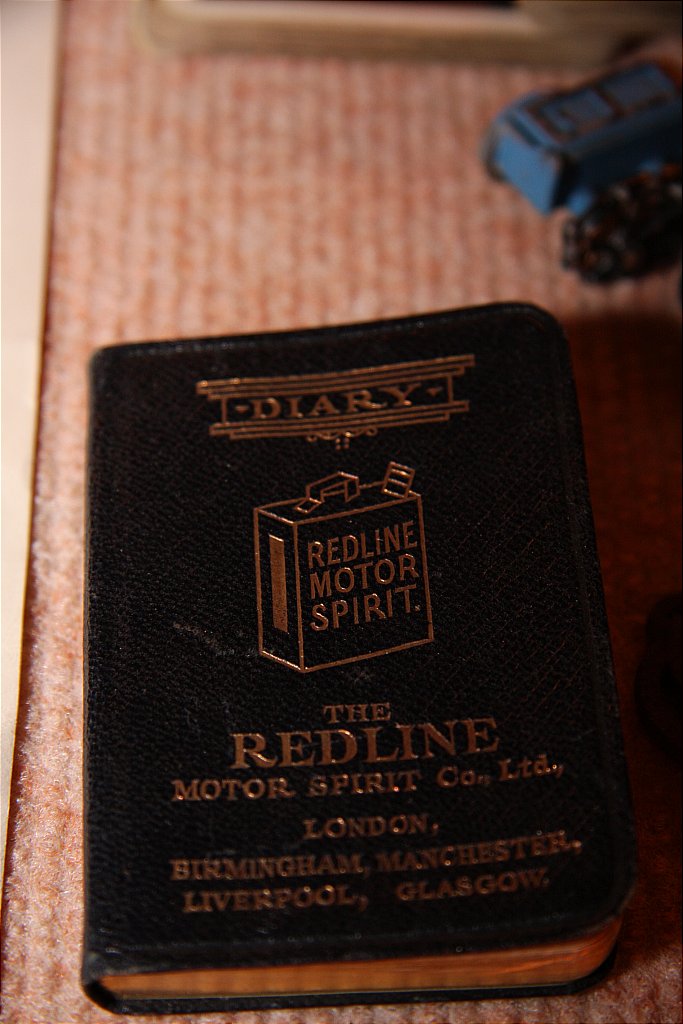 DIARY
REDLINE
MOTOR
SPIRIT.
THE
REDLINE
MOTOR SPIRIT Co., Ltd.,
LONDON,
BIRMINGHAM, MANCHESTER,
LIVERPOOL, GLASGOW.